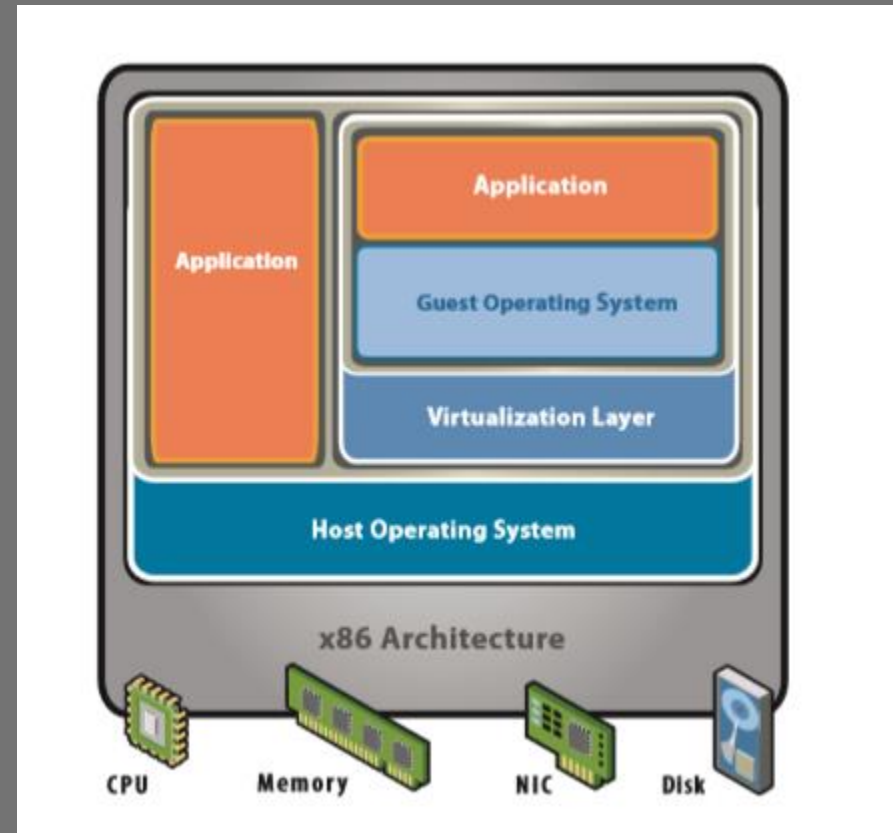 Application
Application
Guest Operating System
Virtualization Layer
Host Operating System
x86 Architecture
CPU
Memory
NIC
Disk